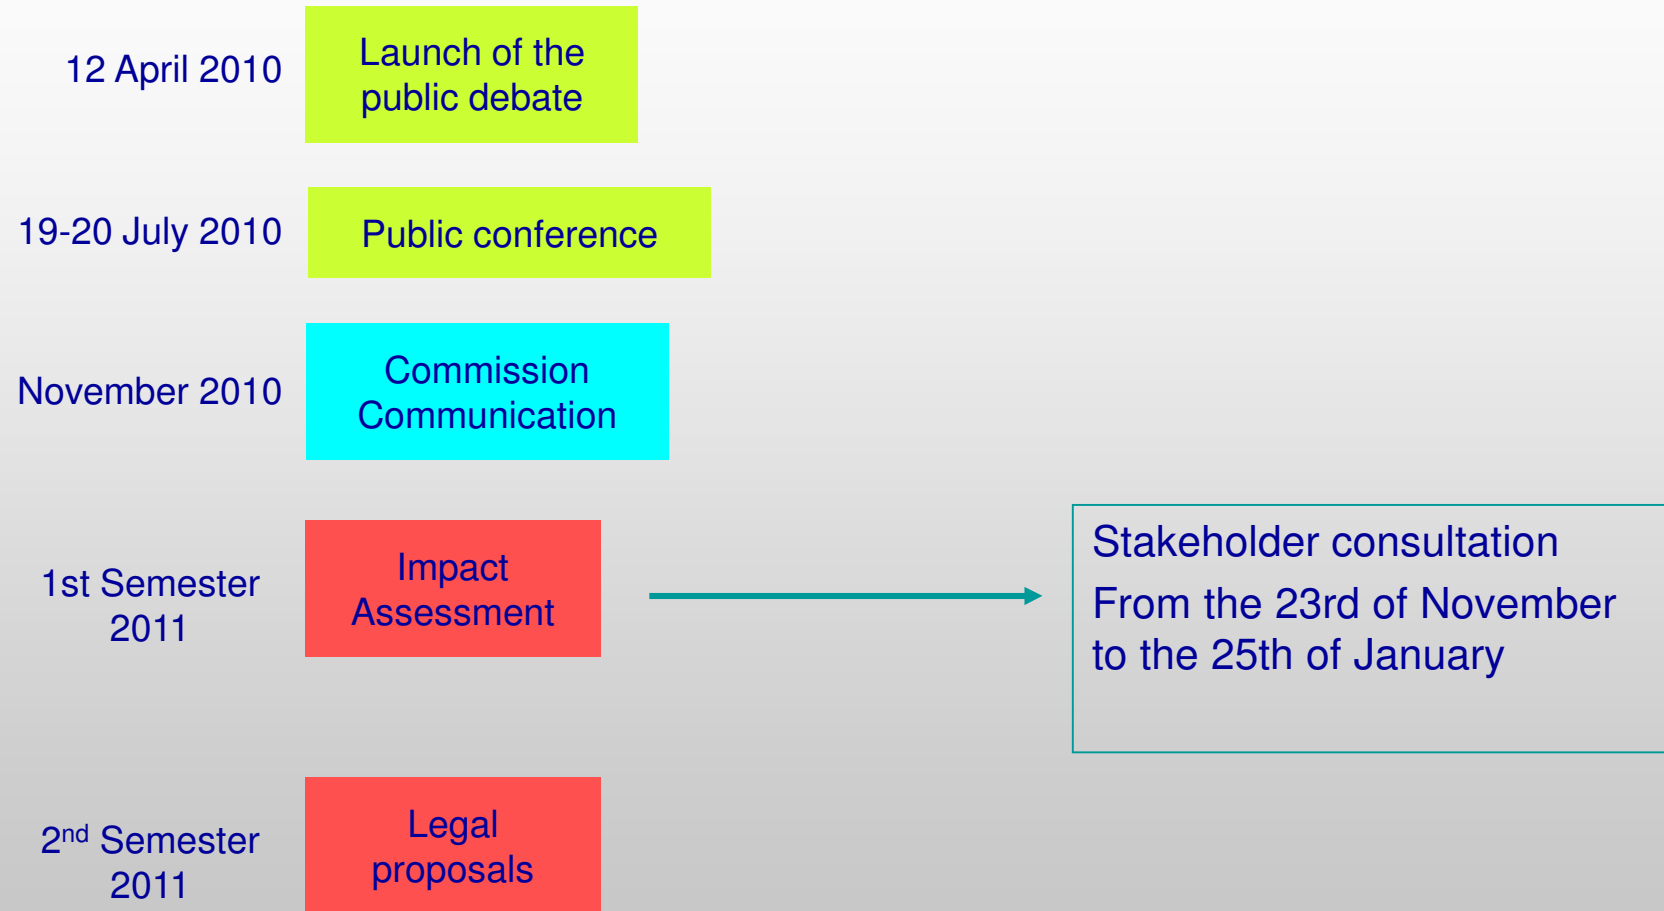 12 April 2010
Launch of the
public debate
19-20 July 2010
Public conference
November 2010
Commission
Communication
1st Semester
2011
Impact
Assessment
Stakeholder consultation
From the 23rd of November
to the 25th of January
2nd Semester
2011
Legal
proposals